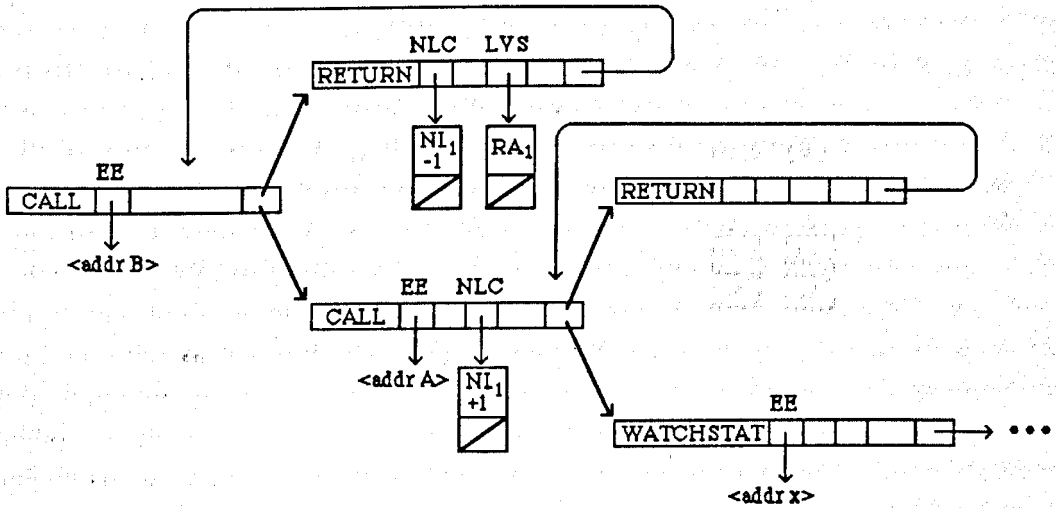 NLC LVS
RETURN
NI1
-1
RA1
EE
CALL
<addr B>
RETURN
EE NLC
CALL
<addr A>
NI1
+1
EE
WATCHSTAT
•••
<addr x>